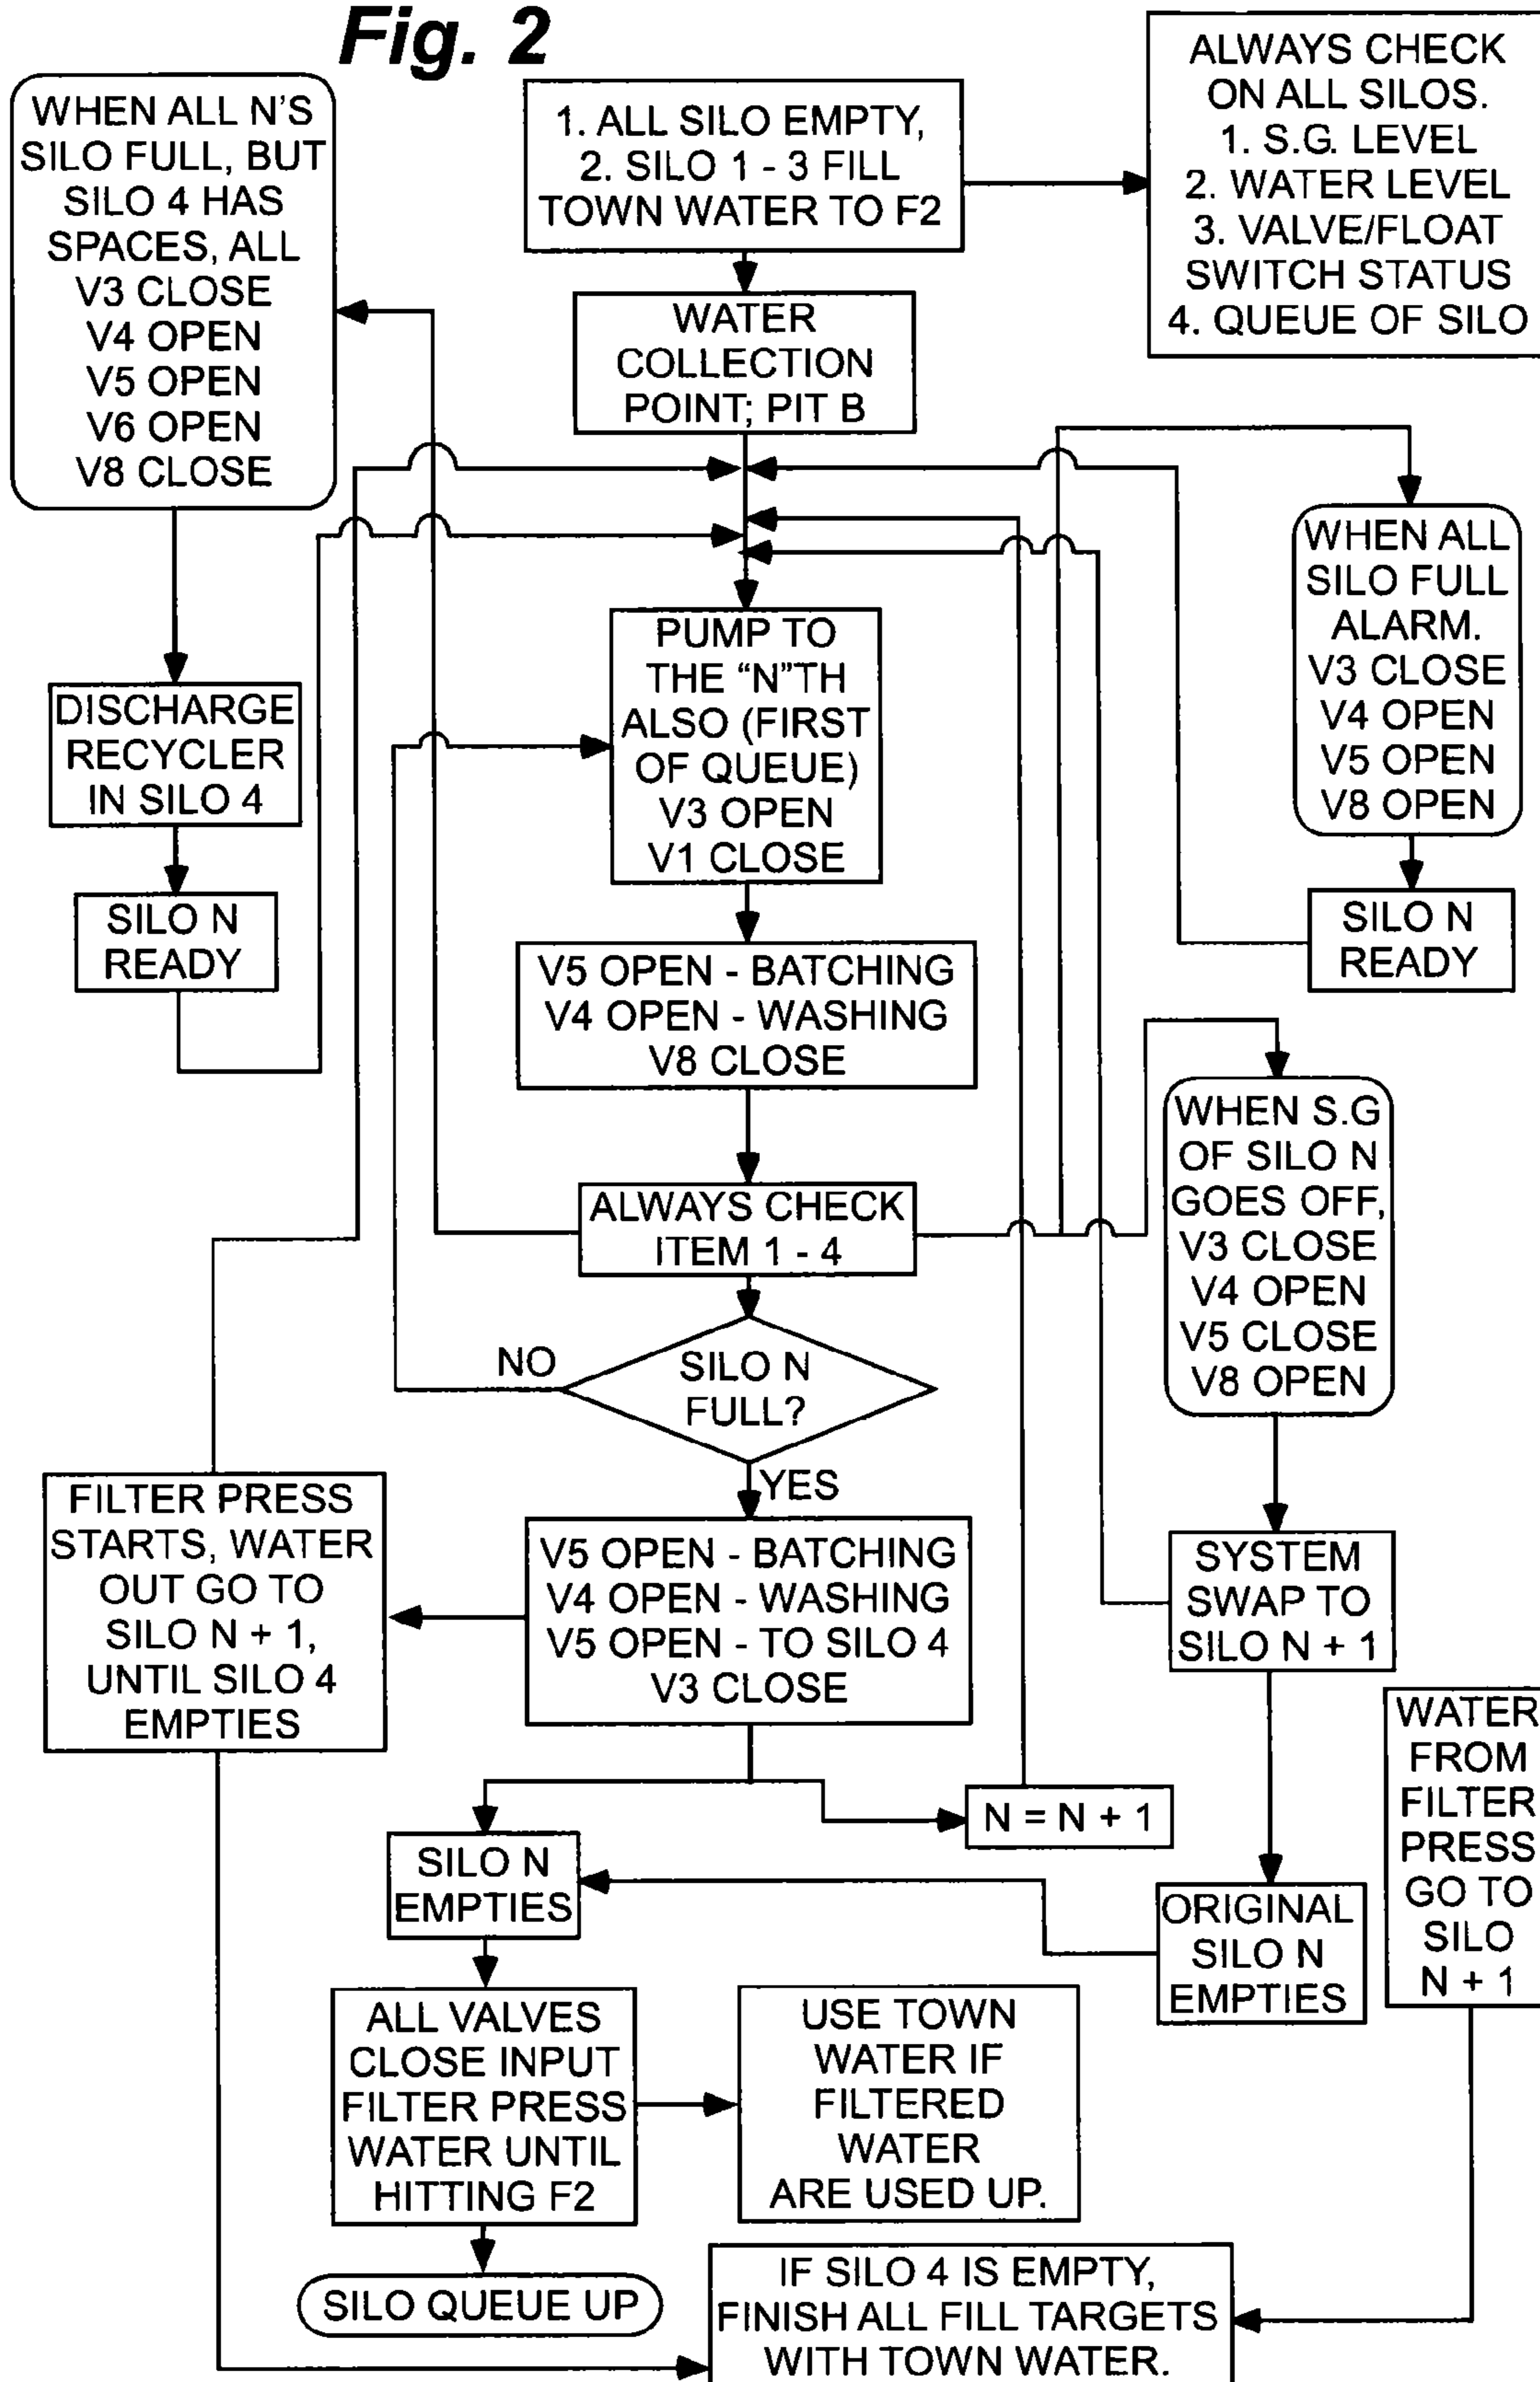 Fig. 2
WHEN ALL N'S
SILO FULL, BUT
SILO 4 HAS
SPACES, ALL
V3 CLOSE
V4 OPEN
V5 OPEN
V6 OPEN
V8 CLOSE
1. ALL SILO EMPTY,
2. SILO 1 - 3 FILL
TOWN WATER TO F2
ALWAYS CHECK
ON ALL SILOS.
1. S.G. LEVEL
2. WATER LEVEL
3. VALVE/FLOAT
SWITCH STATUS
4. QUEUE OF SILO
WATER
COLLECTION
POINT; PIT B
WHEN ALL
SILO FULL
ALARM.
V3 CLOSE
V4 OPEN
V5 OPEN
V8 OPEN
PUMP TO
THE “N”TH
ALSO (FIRST
OF QUEUE)
V3 OPEN
V1 CLOSE
DISCHARGE
RECYCLER
IN SILO 4
SILO N
READY
SILO N
READY
V5 OPEN - BATCHING
V4 OPEN - WASHING
V8 CLOSE
WHEN S.G
OF SILO N
GOES OFF,
V3 CLOSE
V4 OPEN
V5 CLOSE
V8 OPEN
ALWAYS CHECK
ITEM 1 - 4
NO
SILO N
FULL?
YES
FILTER PRESS
STARTS, WATER
OUT GO TO
SILO N + 1,
UNTIL SILO 4
EMPTIES
V5 OPEN - BATCHING
V4 OPEN - WASHING
V5 OPEN - TO SILO 4
V3 CLOSE
SYSTEM
SWAP TO
SILO N + 1
WATER
FROM
FILTER
PRESS
GO TO
SILO
N + 1
N = N + 1
SILO N
EMPTIES
ORIGINAL
SILO N
EMPTIES
ALL VALVES
CLOSE INPUT
FILTER PRESS
WATER UNTIL
HITTING F2
USE TOWN
WATER IF
FILTERED
WATER
ARE USED UP.
SILO QUEUE UP
IF SILO 4 IS EMPTY,
FINISH ALL FILL TARGETS
WITH TOWN WATER.